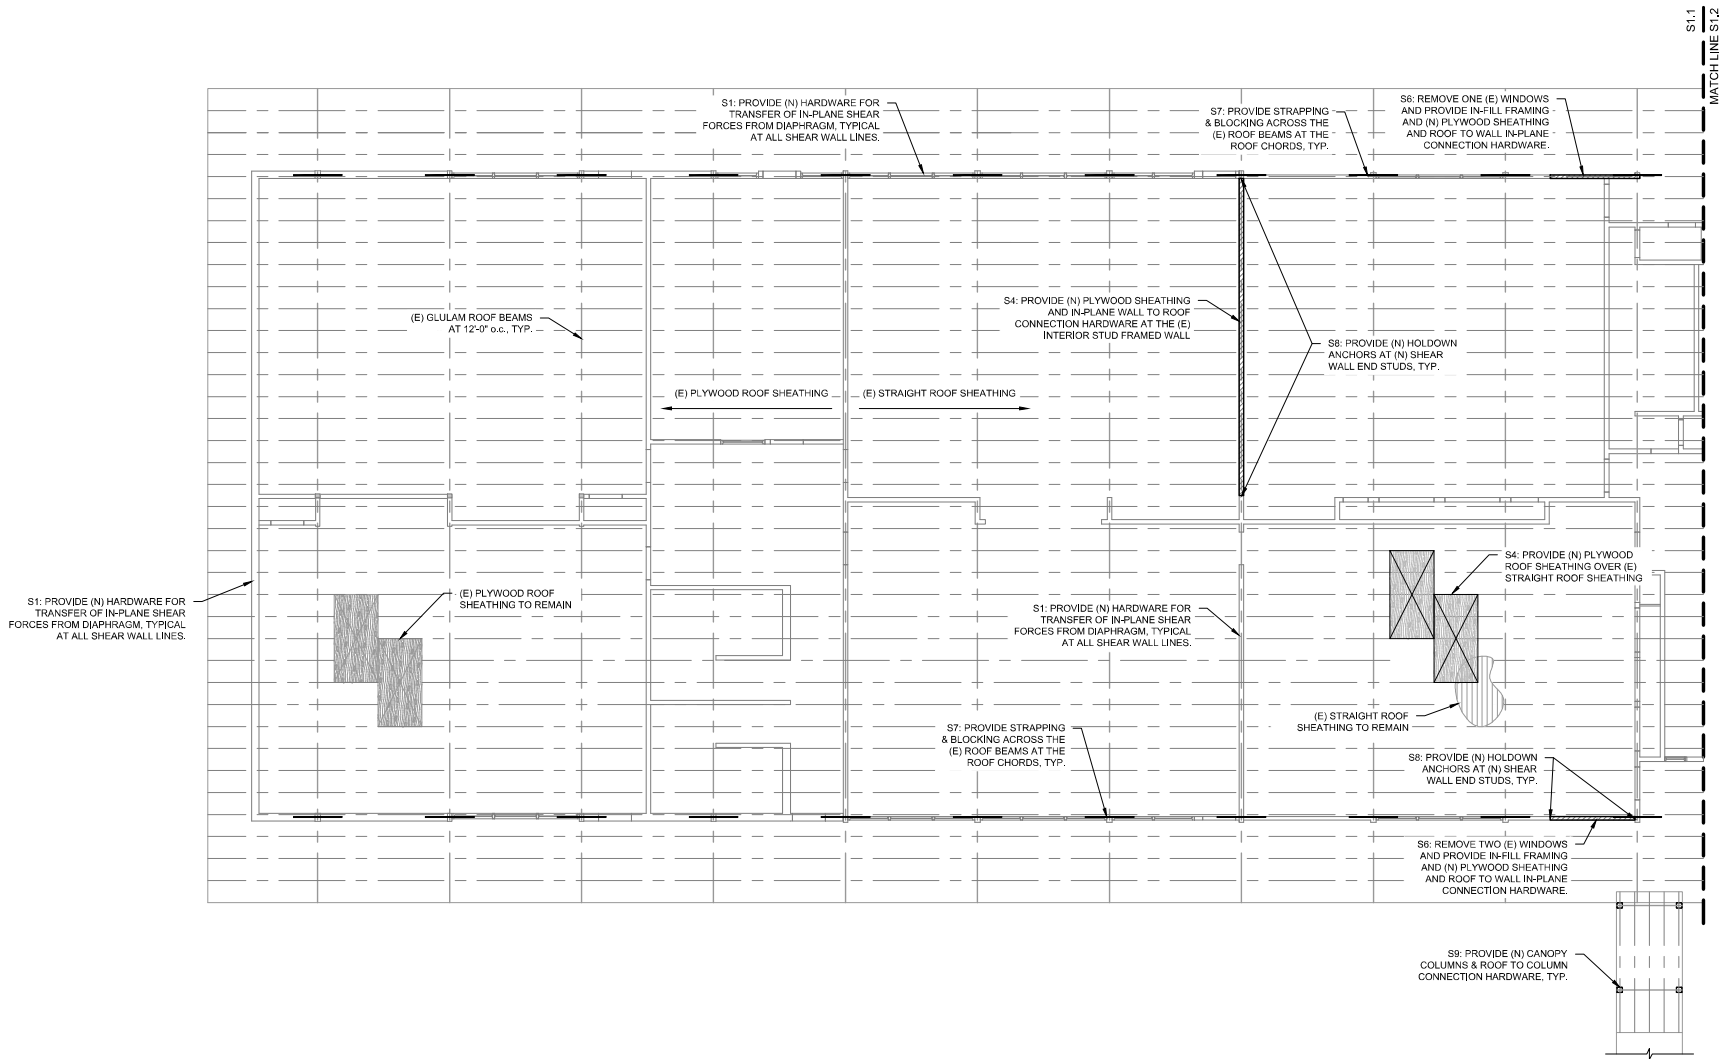 S1.1
MATCH LINE S1.2
S1: PROVIDE (N) HARDWARE FOR
TRANSFER OF IN-PLANE SHEAR
FORCES FROM DIAPHRAGM, TYPICAL
AT ALL SHEAR WALL LINES.
S7: PROVIDE STRAPPING
& BLOCKING ACROSS THE
(E) ROOF BEAMS AT THE
ROOF CHORDS, TYP.
S6: REMOVE ONE (E) WINDOWS
AND PROVIDE IN-FILL FRAMING
AND (N) PLYWOOD SHEATHING
AND ROOF TO WALL IN-PLANE
CONNECTION HARDWARE.
(E) GLULAM ROOF BEAMS
AT 12'-0" o.c., TYP.
S4: PROVIDE (N) PLYWOOD SHEATHING
AND IN-PLANE WALL TO ROOF
CONNECTION HARDWARE AT THE (E)
INTERIOR STUD FRAMED WALL
S8: PROVIDE (N) HOLDOWN
ANCHORS AT (N) SHEAR
WALL END STUDS, TYP.
(E) PLYWOOD ROOF SHEATHING
(E) STRAIGHT ROOF SHEATHING
S4: PROVIDE (N) PLYWOOD
ROOF SHEATHING OVER (E)
STRAIGHT ROOF SHEATHING
S1: PROVIDE (N) HARDWARE FOR
TRANSFER OF IN-PLANE SHEAR
FORCES FROM DIAPHRAGM, TYPICAL
AT ALL SHEAR WALL LINES.
(E) PLYWOOD ROOF
SHEATHING TO REMAIN
S1: PROVIDE (N) HARDWARE FOR
TRANSFER OF IN-PLANE SHEAR
FORCES FROM DIAPHRAGM, TYPICAL
AT ALL SHEAR WALL LINES.
(E) STRAIGHT ROOF
SHEATHING TO REMAIN
S7: PROVIDE STRAPPING
& BLOCKING ACROSS THE
(E) ROOF BEAMS AT THE
ROOF CHORDS, TYP.
S8: PROVIDE (N) HOLDOWN
ANCHORS AT (N) SHEAR
WALL END STUDS, TYP.
S6: REMOVE TWO (E) WINDOWS
AND PROVIDE IN-FILL FRAMING
AND (N) PLYWOOD SHEATHING
AND ROOF TO WALL IN-PLANE
CONNECTION HARDWARE.
S9: PROVIDE (N) CANOPY
COLUMNS & ROOF TO COLUMN
CONNECTION HARDWARE, TYP.